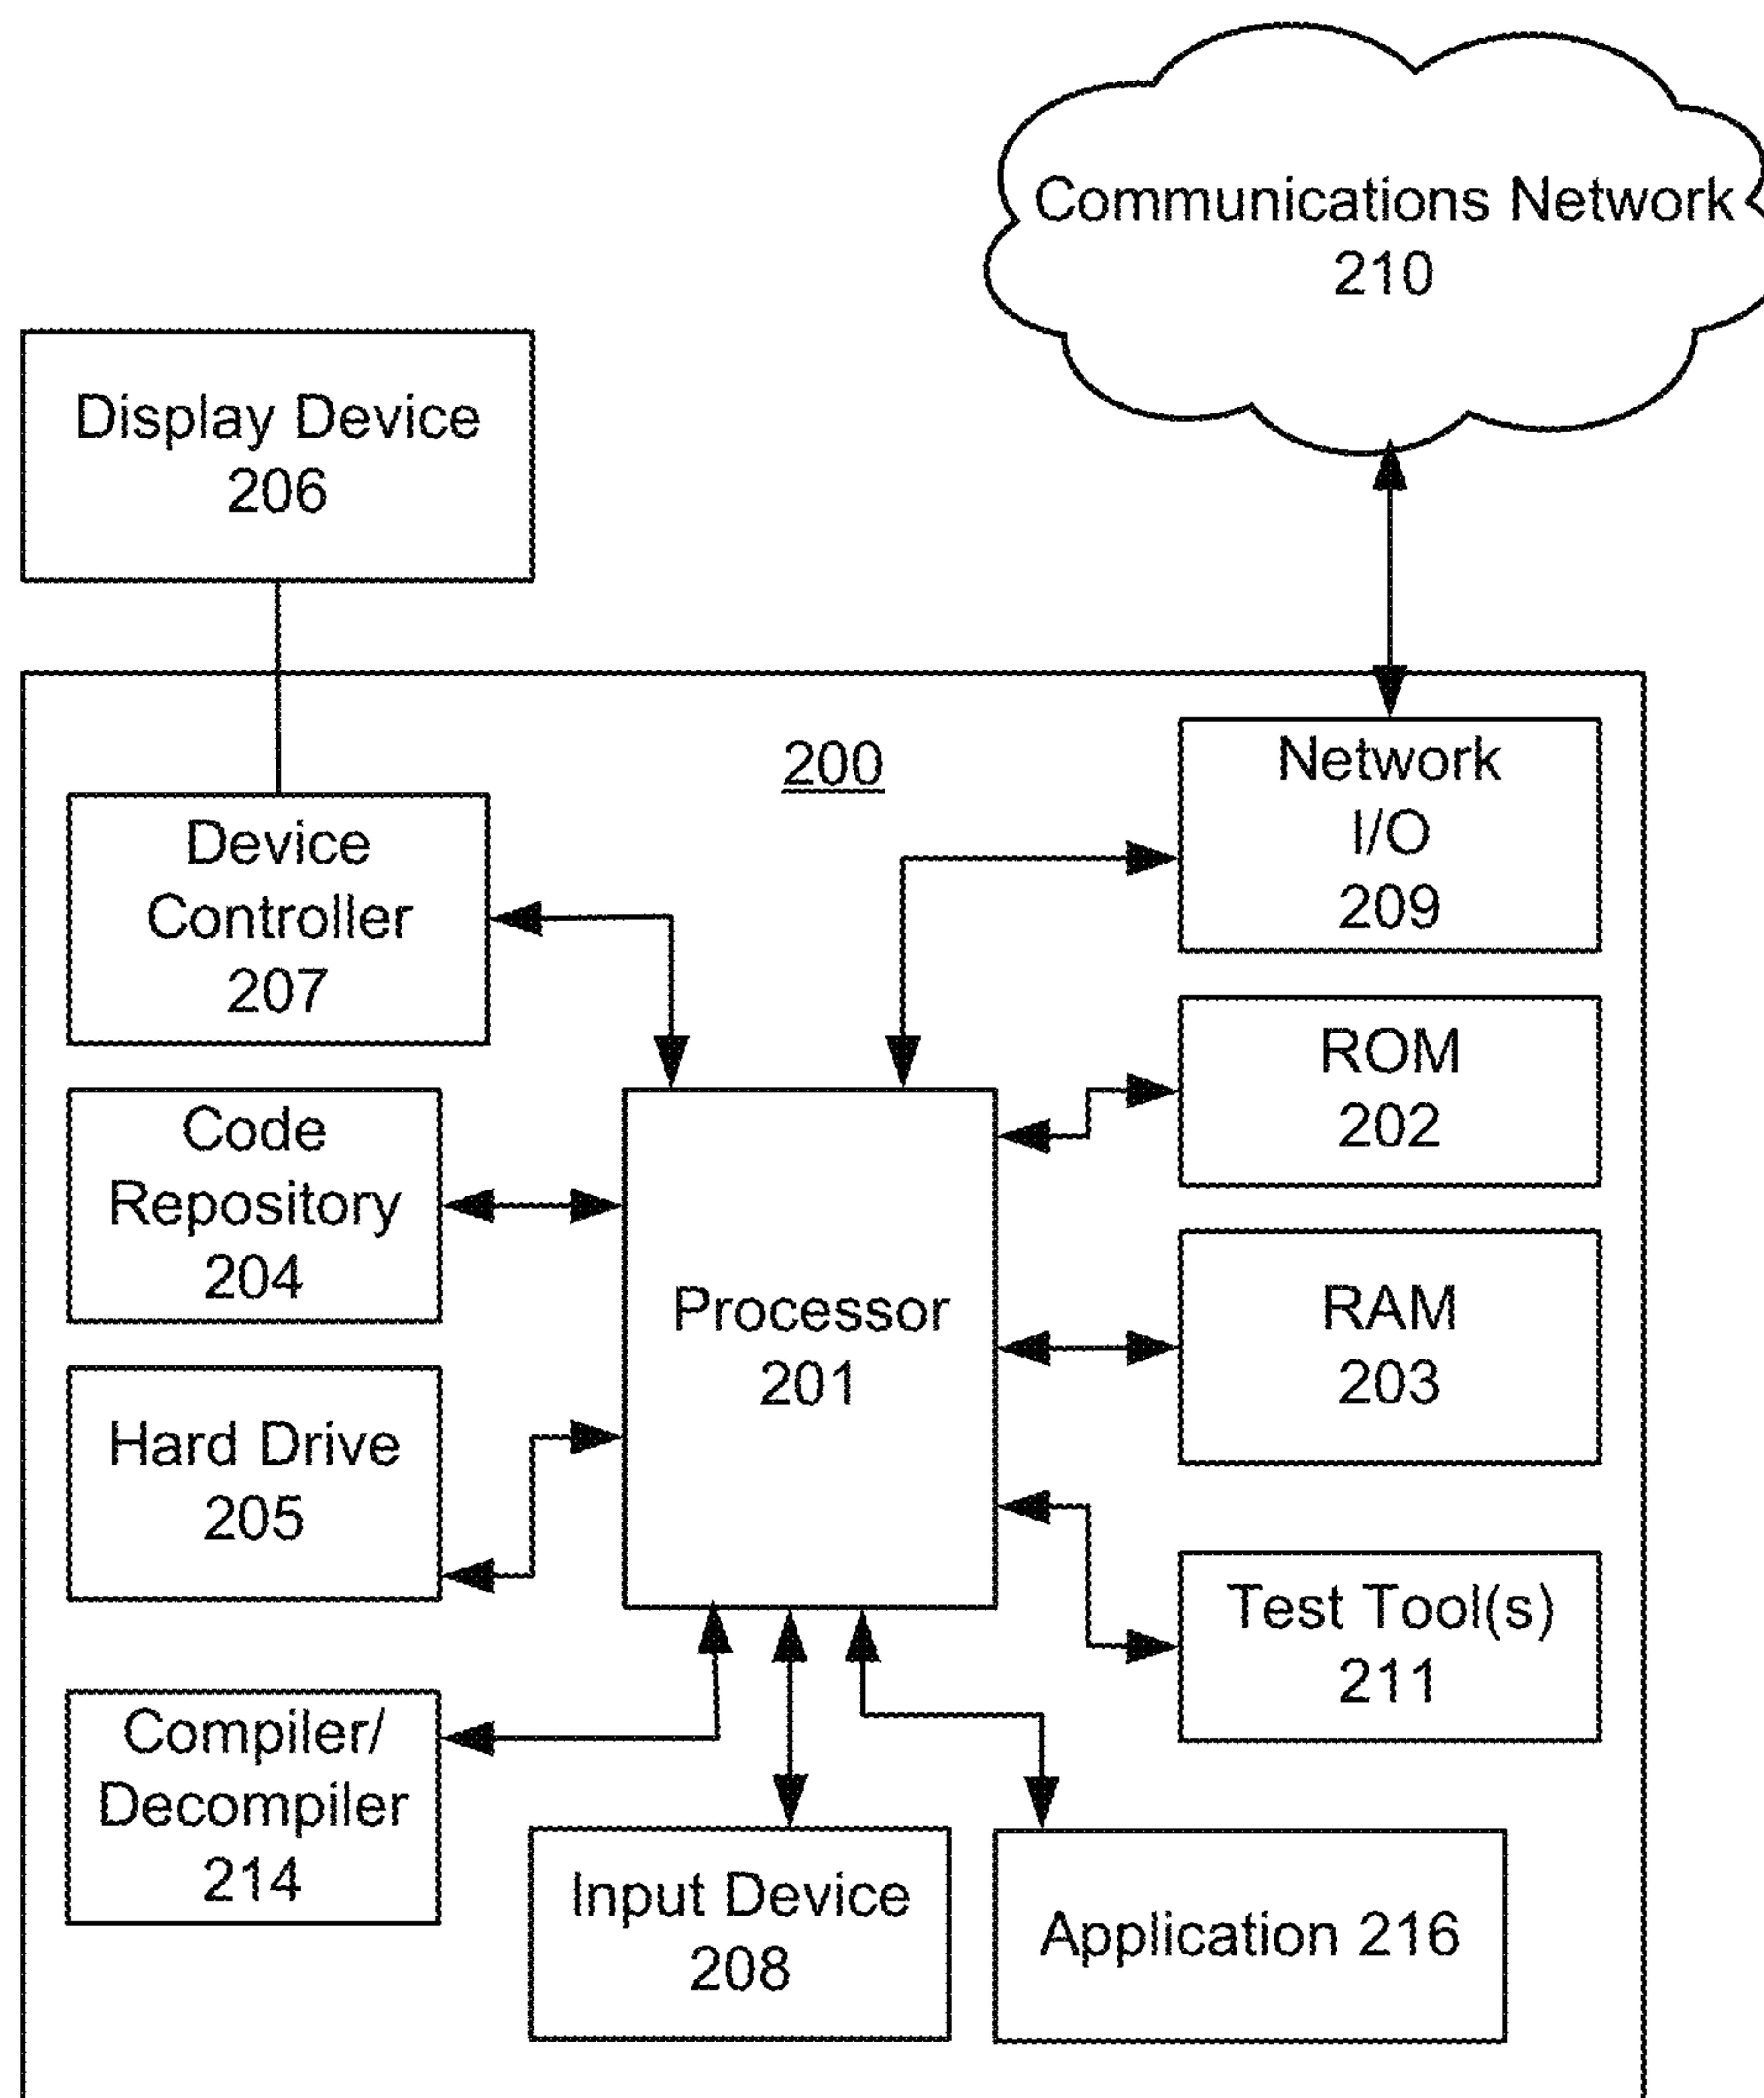 Communications Network
210
Display Device
206
200
Network
I/O
209
Device
Controller
207
ROM
202
Code
Repository
204
Processor
201
RAM
203
Hard Drive
205
Test Tool(s)
211
Compiler/
Decompiler
214
Input Device
208
Application 216